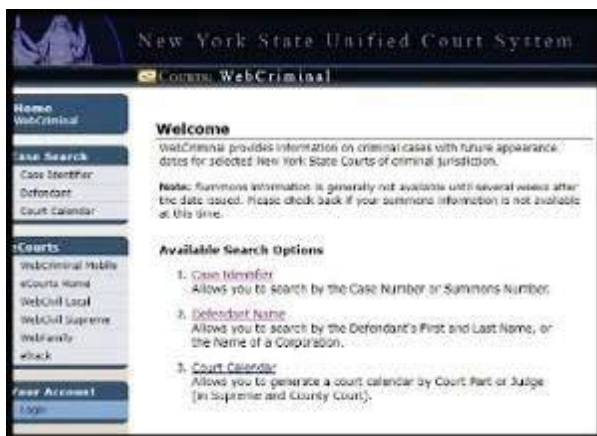 New York State Unified Court System
eCourts: WebCriminal
Home
WebCriminal
Case Search
Case Identifier
Defendant
Court Calendar
eCourts
WebCriminal Mobile
eCourts Home
WebCivil Local
WebCivil Supreme
WebFamily
eTrack
Your Account
Login
Welcome
WebCriminal provides information on criminal cases with future appearance
dates for selected New York State Courts of criminal jurisdiction.
Note: Summons information is generally not available until several weeks after
the date issued. Please check back if your summons information is not available
at this time.
Available Search Options
1. Case Identifier
Allows you to search by the Case Number or Summons Number.
2. Defendant Name
Allows you to search by the Defendant's First and Last Name, or
the Name of a Corporation.
3. Court Calendar
Allows you to generate a court calendar by Court Part or Judge
(in Supreme and County Court).